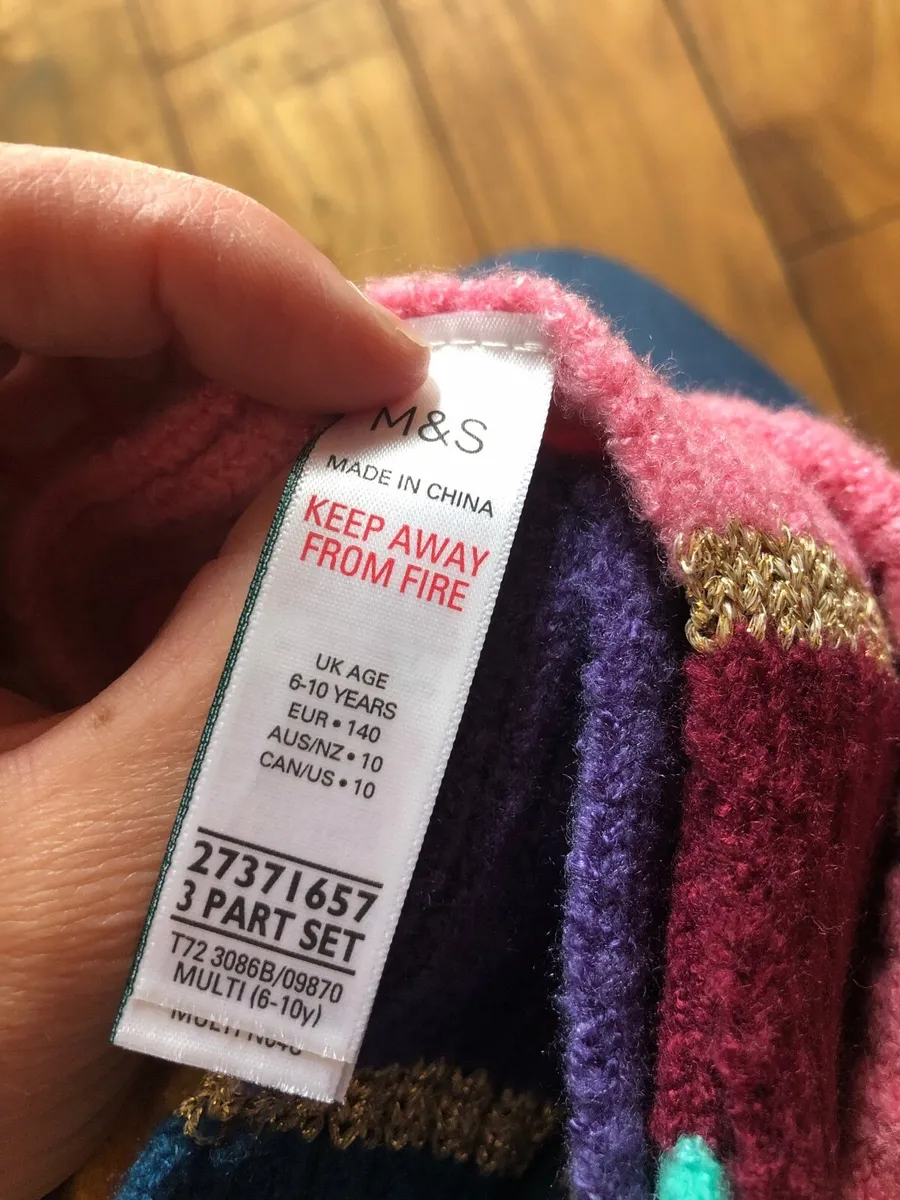 M&S
MADE IN CHINA
KEEP AWAY
FROM FIRE
UK AGE
6-10 YEARS
EUR • 140
AUS/NZ • 10
CAN/US • 10
27371657
3 PART SET
T72 3086B/09870
MULTI (6-10y)
MULTI